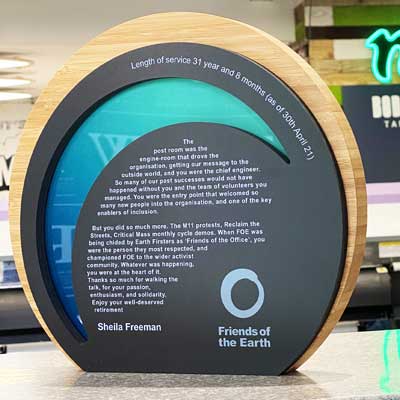 Length of service 31 year and 8 months (as of 30th April 21)
The
post room was the
engine-room that drove the
organisation, getting our message to the
outside world, and you were the chief engineer.
So many of our past successes would not have
happened without you and the team of volunteers you
managed. You were the entry point that welcomed so
many new people into the organisation, and one of the key
enablers of inclusion.
But you did so much more. The M11 protests, Reclaim the
Streets, Critical Mass monthly cycle demos. When FOE was
being chided by Earth Firsters as 'Friends of the Office', you
were the person they most respected, and
championed FOE to the wider activist
community. Whatever was happening,
you were at the heart of it.
Thanks so much for walking the
talk, for your passion,
enthusiasm, and solidarity.
Enjoy your well-deserved
retirement
Sheila Freeman
Friends of
the Earth